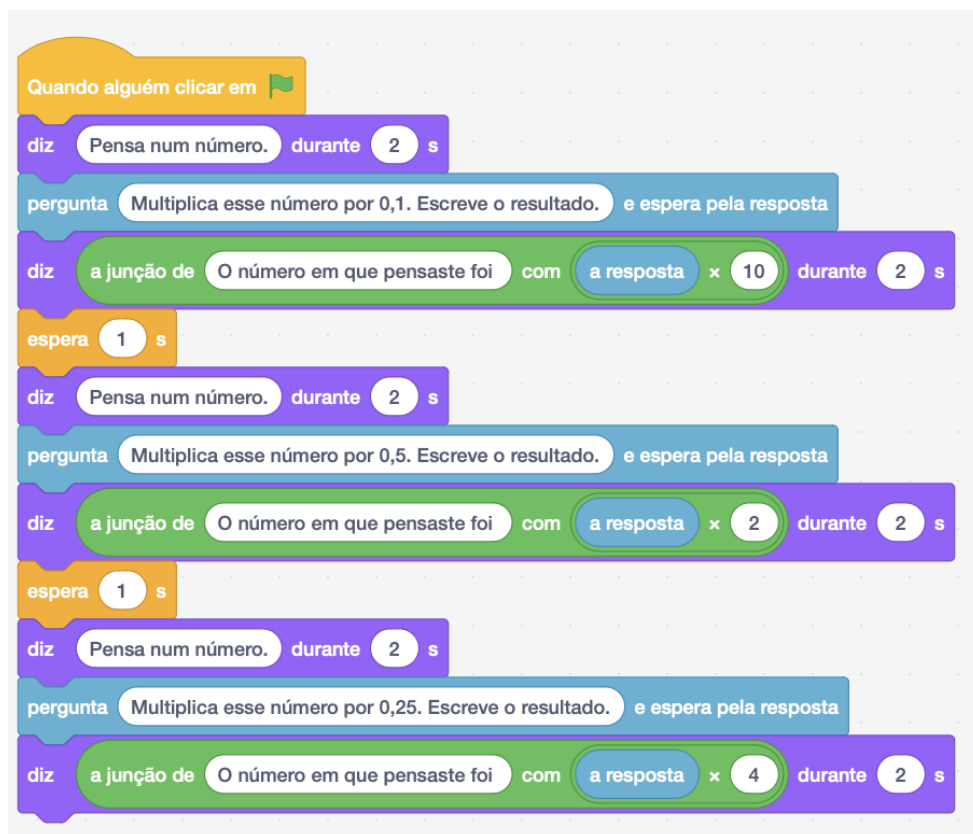 Quando alguém clicar em
diz Pensa num número. durante 2 s
pergunta Multiplica esse número por 0,1. Escreve o resultado. e espera pela resposta
diz a junção de O número em que pensaste foi com a resposta × 10 durante 2 s
espera 1 s
diz Pensa num número. durante 2 s
pergunta Multiplica esse número por 0,5. Escreve o resultado. e espera pela resposta
diz a junção de O número em que pensaste foi com a resposta × 2 durante 2 s
espera 1 s
diz Pensa num número. durante 2 s
pergunta Multiplica esse número por 0,25. Escreve o resultado. e espera pela resposta
diz a junção de O número em que pensaste foi com a resposta × 4 durante 2 s